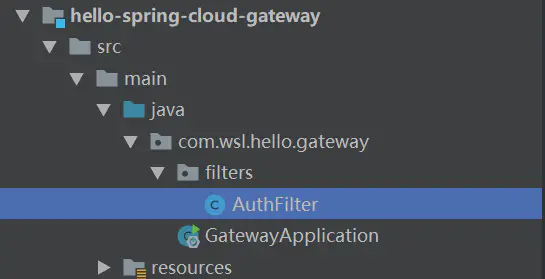 hello-spring-cloud-gateway
src
main
java
com.wsl.hello.gateway
filters
AuthFilter
GatewayApplication
resources